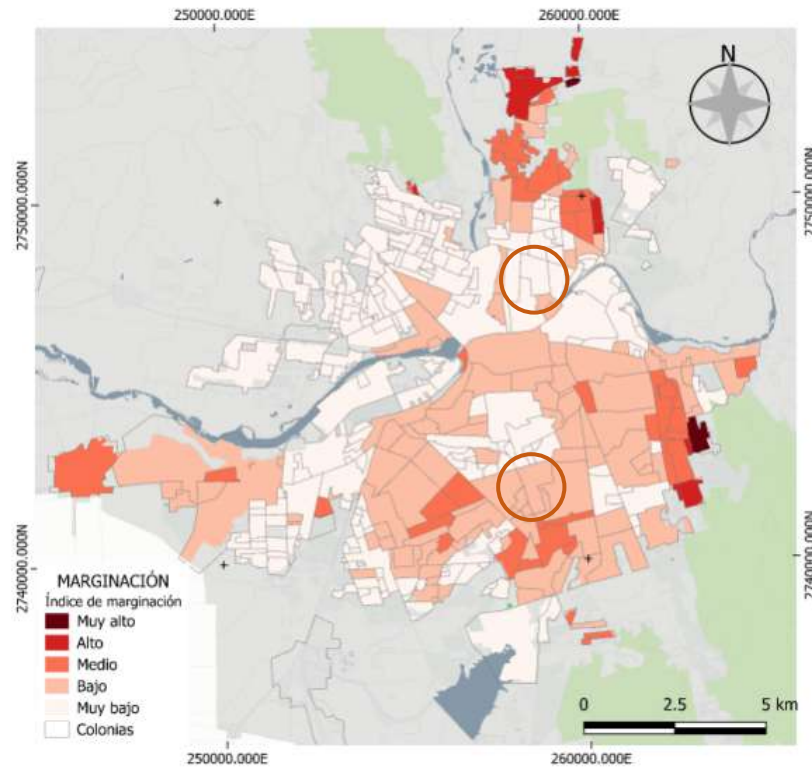 250000.000E 260000.000E
N
2750000.000N 2750000.000N
2740000.000N 2740000.000N
MARGINACIÓN
Índice de marginación
Muy alto
Alto
Medio
Bajo
Muy bajo
Colonias
0 2.5 5 km
250000.000E 260000.000E